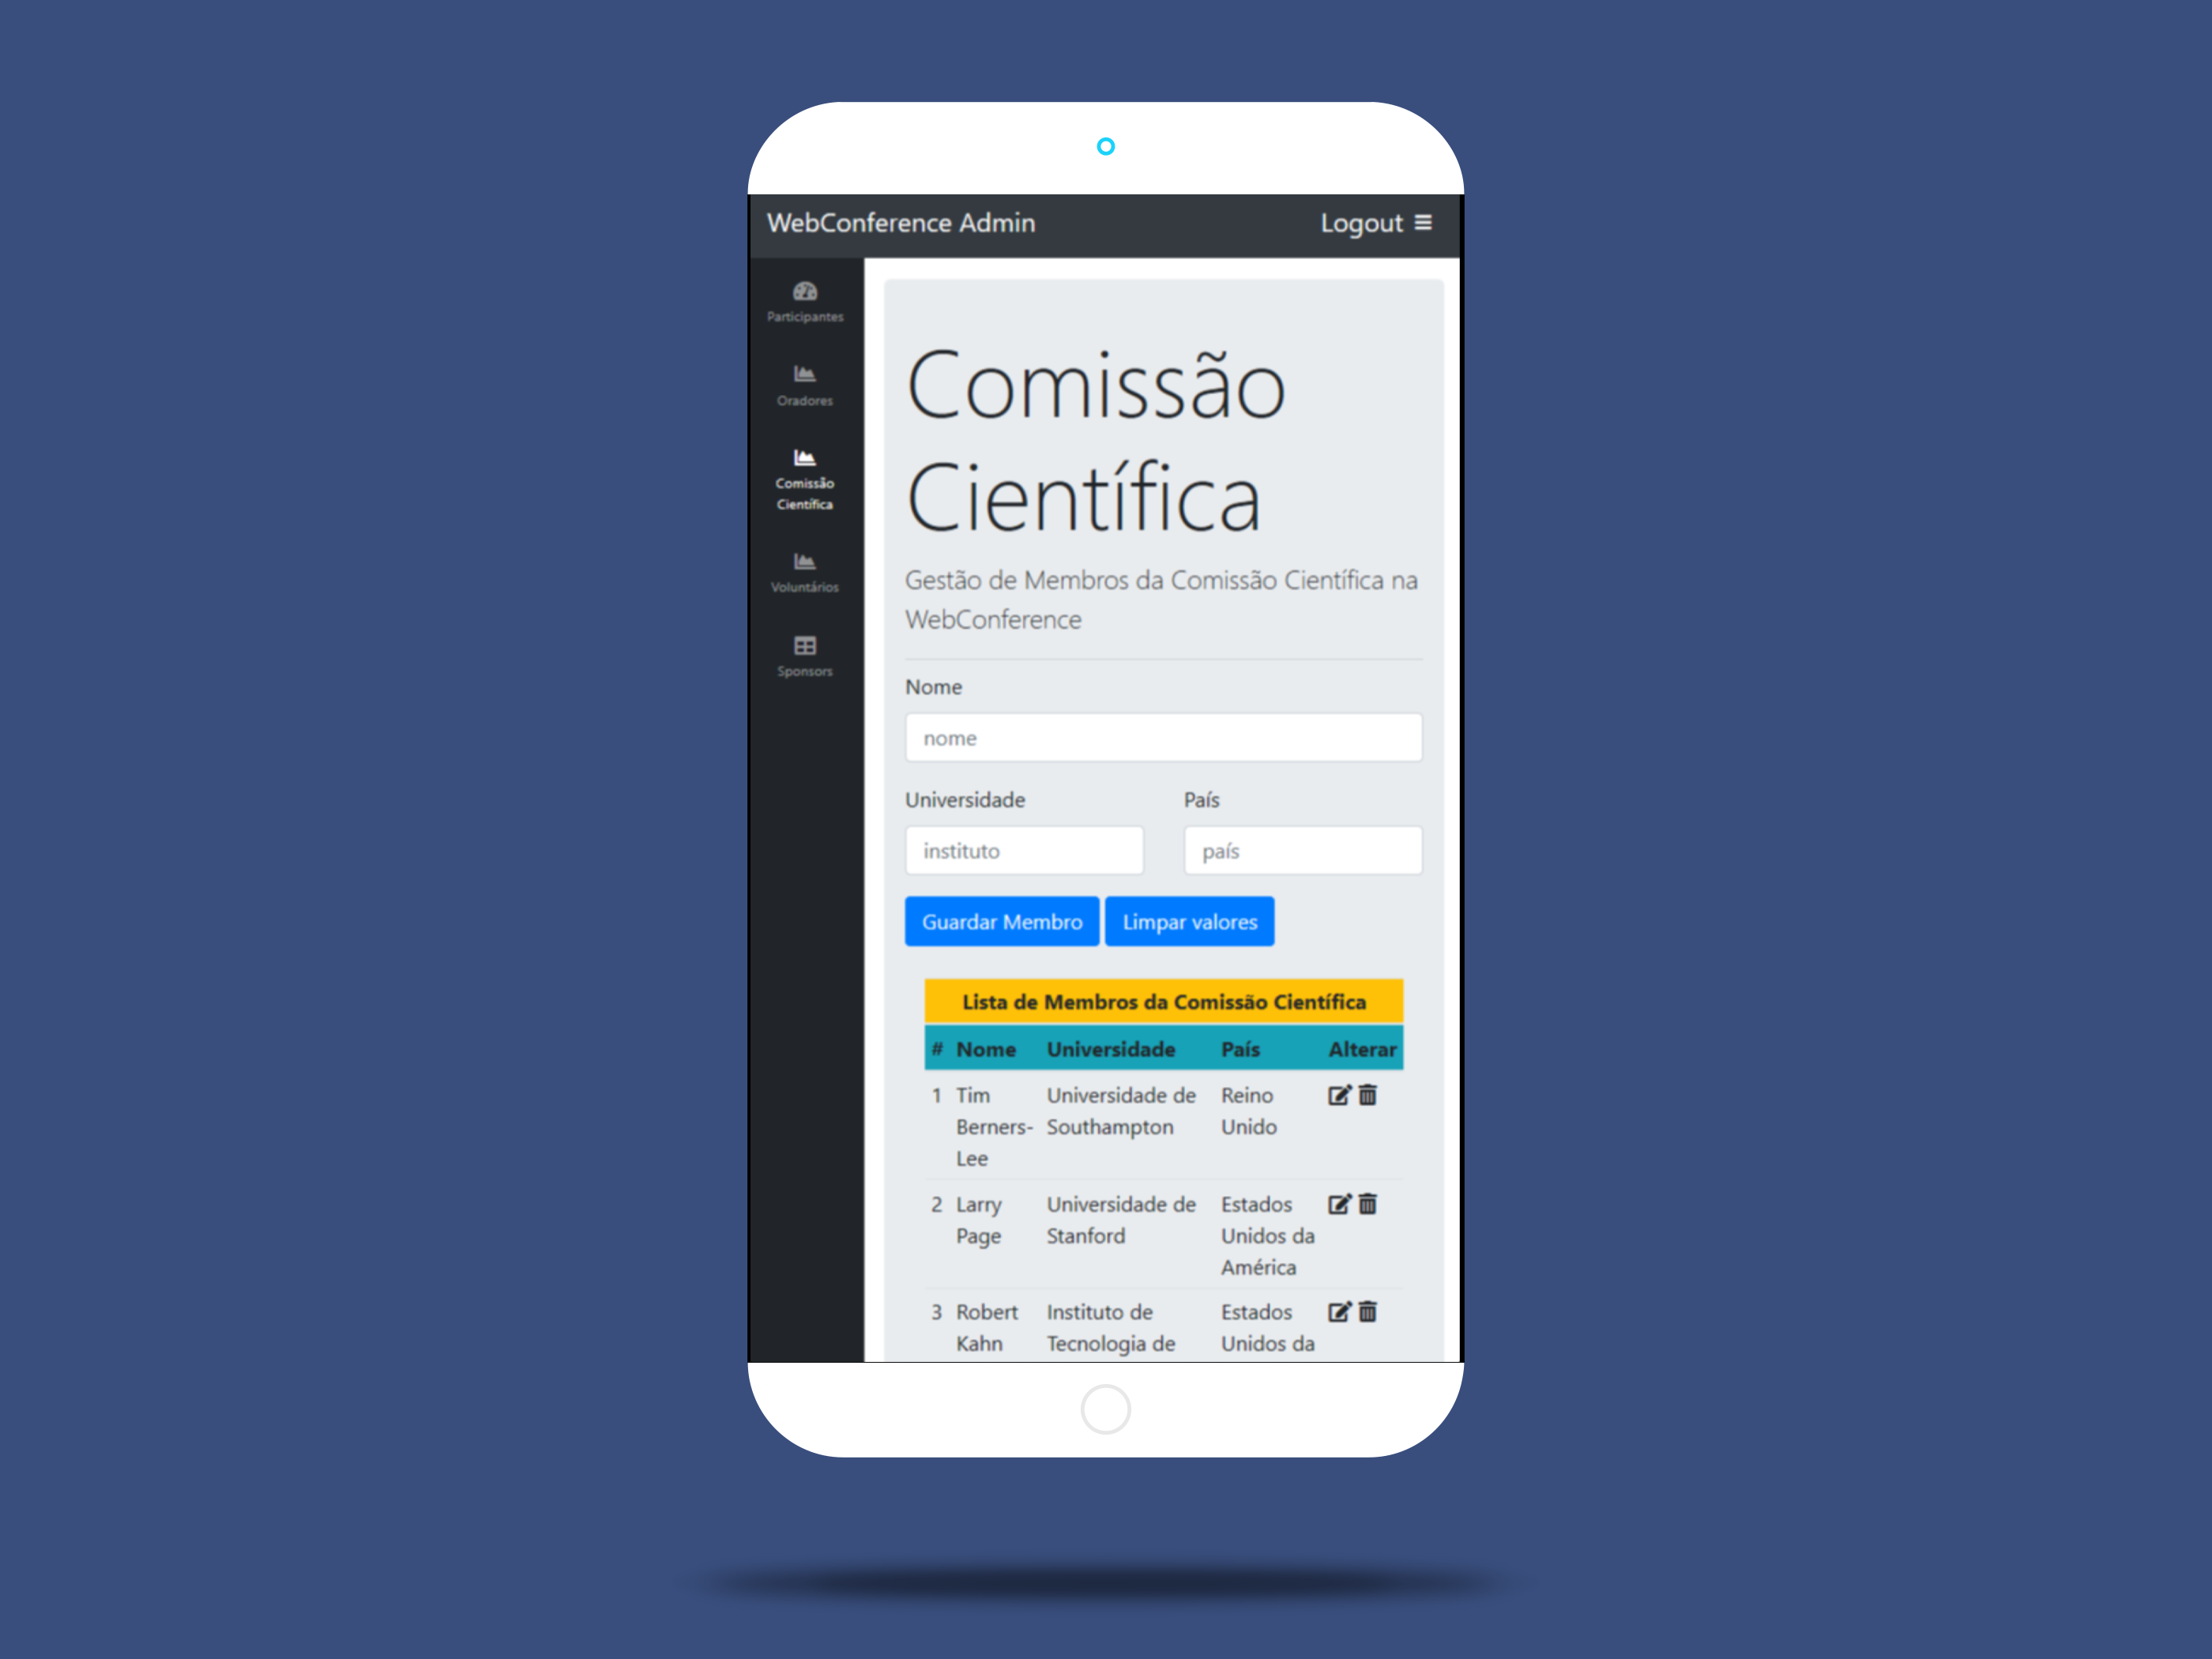 WebConference Admin
Logout
Participantes
Oradores
Comissão
Científica
Voluntários
Sponsors
Comissão
Científica
Gestão de Membros da Comissão Científica na
WebConference
Nome
nome
Universidade País
instituto país
Guardar Membro Limpar valores
Lista de Membros da Comissão Científica
# Nome Universidade País Alterar
1 Tim Universidade de Reino
Berners- Southampton Unido
Lee
2 Larry Universidade de Estados
Page Stanford Unidos da
América
3 Robert Instituto de Estados
Kahn Tecnologia de Unidos da